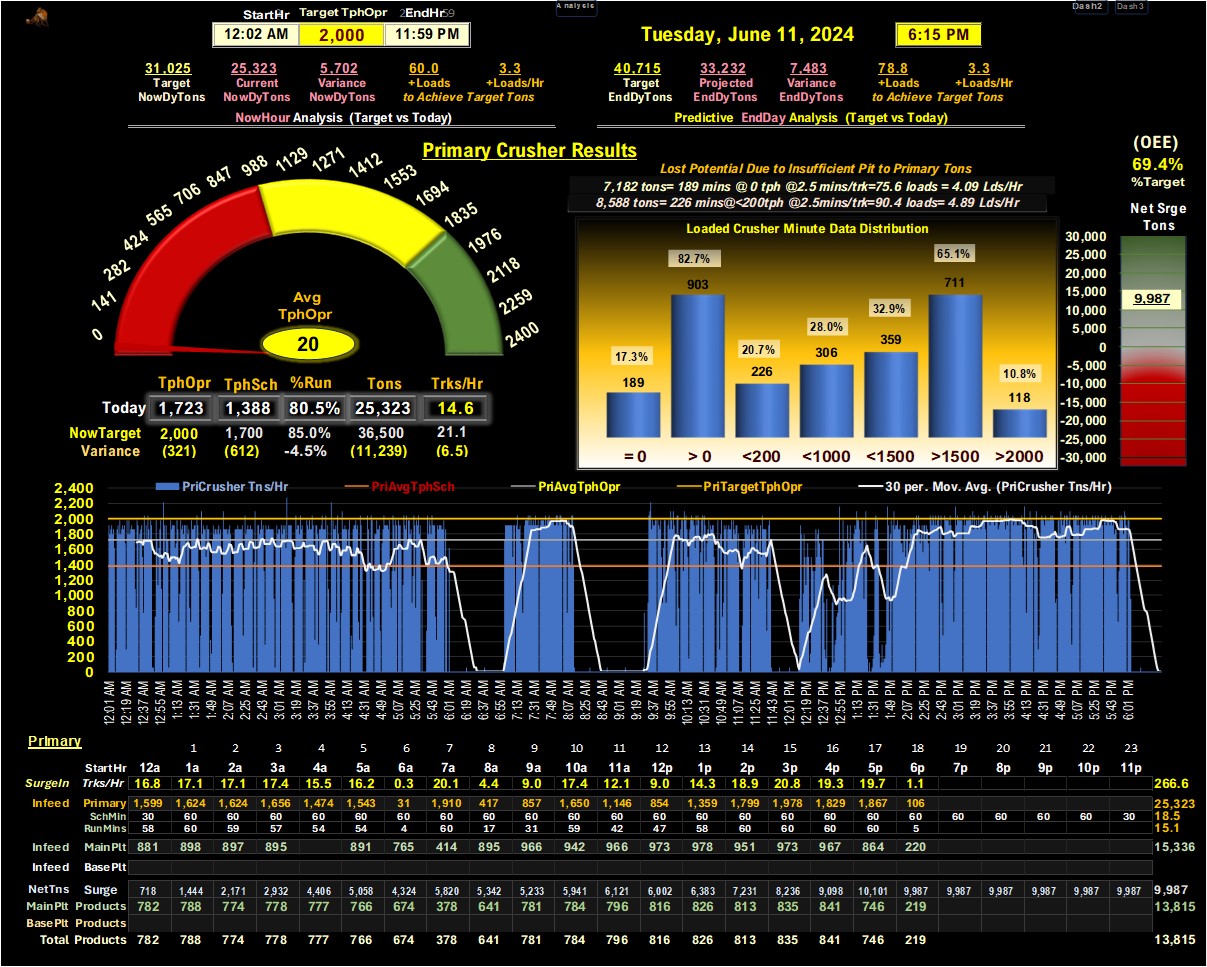 Analysis
Dash2 Dash3
StartHr Target TphOpr EndHr
12:02 AM 2,000 11:59 PM
Tuesday, June 11, 2024 6:15 PM
31,025 25,323 5,702 60.0 3.3
Target Current Variance +Loads +Loads/Hr
NowDyTons NowDyTons NowDyTons to Achieve Target Tons
NowHour Analysis (Target vs Today)
40,715 33,232 7,483 78.8 3.3
Target Projected Variance +Loads +Loads/Hr
EndDyTons EndDyTons EndDyTons to Achieve Target Tons
Predictive EndDay Analysis (Target vs Today)
Primary Crusher Results
0 141 282 424 565 706 847 988 1129 1271 1412 1553 1694 1835 1976 2118 2259 2400
Avg
TphOpr
20
TphOpr TphSch %Run Tons Trks/Hr
Today 1,723 1,388 80.5% 25,323 14.6
NowTarget 2,000 1,700 85.0% 36,500 21.1
Variance (321) (612) -4.5% (11,239) (6.5)
Lost Potential Due to Insufficient Pit to Primary Tons
7,182 tons= 189 mins @ 0 tph @2.5 mins/trk=75.6 loads = 4.09 Lds/Hr
8,588 tons= 226 mins@<200tph @2.5mins/trk=90.4 loads= 4.89 Lds/Hr
Loaded Crusher Minute Data Distribution
17.3% 82.7% 20.7% 28.0% 32.9% 65.1% 10.8%
189 903 226 306 359 711 118
= 0 > 0 <200 <1000 <1500 >1500 >2000
(OEE)
69.4%
%Target
Net Srge
Tons
30,000
25,000
20,000
15,000
9,987
10,000
5,000
0
-5,000
-10,000
-15,000
-20,000
-25,000
-30,000
PriCrusher Tns/Hr PriAvgTphSch PriAvgTphOpr PriTargetTphOpr 30 per. Mov. Avg. (PriCrusher Tns/Hr)
2,400
2,200
2,000
1,800
1,600
1,400
1,200
1,000
800
600
400
200
0
12:01 AM 12:19 AM 12:37 AM 12:55 AM 1:13 AM 1:31 AM 1:49 AM 2:07 AM 2:25 AM 2:43 AM 3:01 AM 3:19 AM 3:37 AM 3:55 AM 4:13 AM 4:31 AM 4:49 AM 5:07 AM 5:25 AM 5:43 AM 6:01 AM 6:19 AM 6:37 AM 6:55 AM 7:13 AM 7:31 AM 7:49 AM 8:07 AM 8:25 AM 8:43 AM 9:01 AM 9:19 AM 9:37 AM 9:55 AM 10:13 AM 10:31 AM 10:49 AM 11:07 AM 11:25 AM 11:43 AM 12:01 PM 12:19 PM 12:37 PM 12:55 PM 1:13 PM 1:31 PM 1:49 PM 2:07 PM 2:25 PM 2:43 PM 3:01 PM 3:19 PM 3:37 PM 3:55 PM 4:13 PM 4:31 PM 4:49 PM 5:07 PM 5:25 PM 5:43 PM 6:01 PM
Primary 1 2 3 4 5 6 7 8 9 10 11 12 13 14 15 16 17 18 19 20 21 22 23
StartHr 12a 1a 2a 3a 4a 5a 6a 7a 8a 9a 10a 11a 12p 1p 2p 3p 4p 5p 6p 7p 8p 9p 10p 11p
SurgeIn Trks/Hr 16.8 17.1 17.1 17.4 15.5 16.2 0.3 20.1 4.4 9.0 17.4 12.1 9.0 14.3 18.9 20.8 19.3 19.7 1.1 266.6
Infeed Primary 1,599 1,624 1,624 1,656 1,474 1,543 31 1,910 417 857 1,650 1,146 854 1,359 1,799 1,978 1,829 1,867 106 25,323
SchMin 30 60 60 60 60 60 60 60 60 60 60 60 60 60 60 60 60 60 60 60 60 60 60 30 18.5
RunMins 58 60 59 57 54 54 4 60 17 31 59 42 47 58 60 60 60 60 5 15.1
Infeed MainPlt 881 898 897 895 891 765 414 895 966 942 966 973 978 951 973 967 864 220 15,336
Infeed BasePlt
NetTns Surge 718 1,444 2,171 2,932 4,406 5,058 4,324 5,820 5,342 5,233 5,941 6,121 6,002 6,383 7,231 8,236 9,098 10,101 9,987 9,987 9,987 9,987 9,987 9,987 9,987
MainPlt Products 782 788 774 778 777 766 674 378 641 781 784 796 816 826 813 835 841 746 219 13,815
BasePlt Products
Total Products 782 788 774 778 777 766 674 378 641 781 784 796 816 826 813 835 841 746 219 13,815